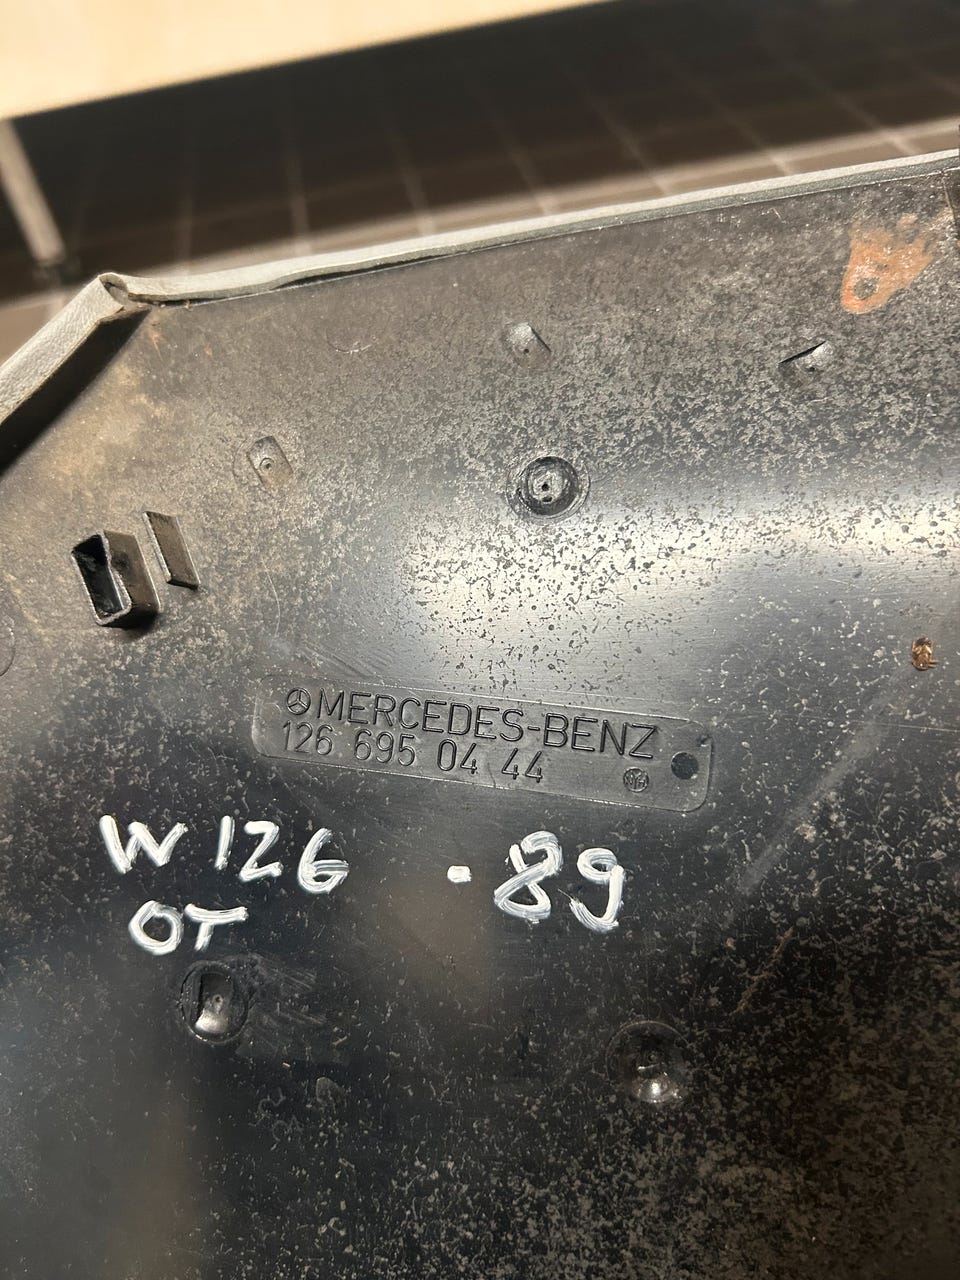 MERCEDES-BENZ
126 695 04 44
W 126 - 89
OT